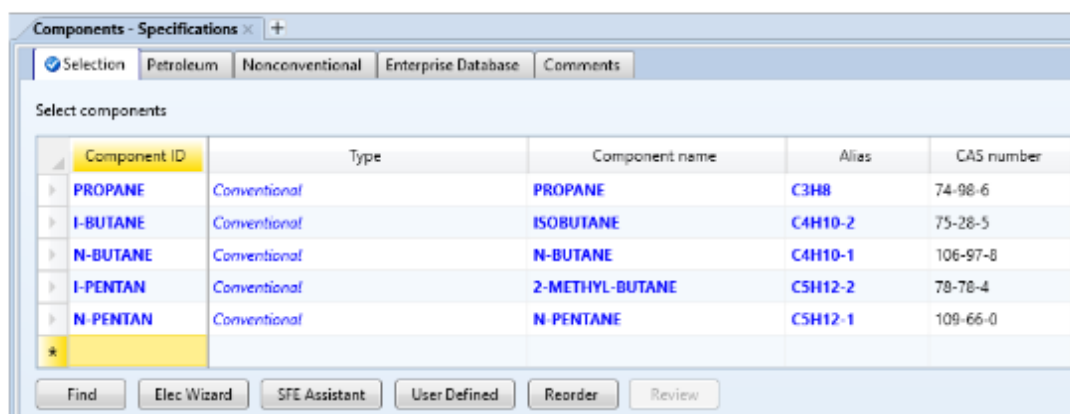 Components - Specifications × +
Selection Petroleum Nonconventional Enterprise Database Comments
Select components
Component ID Type Component name Alias CAS number
PROPANE Conventional PROPANE C3H8 74-98-6
I-BUTANE Conventional ISOBUTANE C4H10-2 75-28-5
N-BUTANE Conventional N-BUTANE C4H10-1 106-97-8
I-PENTAN Conventional 2-METHYL-BUTANE C5H12-2 78-78-4
N-PENTAN Conventional N-PENTANE C5H12-1 109-66-0
*
Find Elec Wizard SFE Assistant User Defined Reorder Review